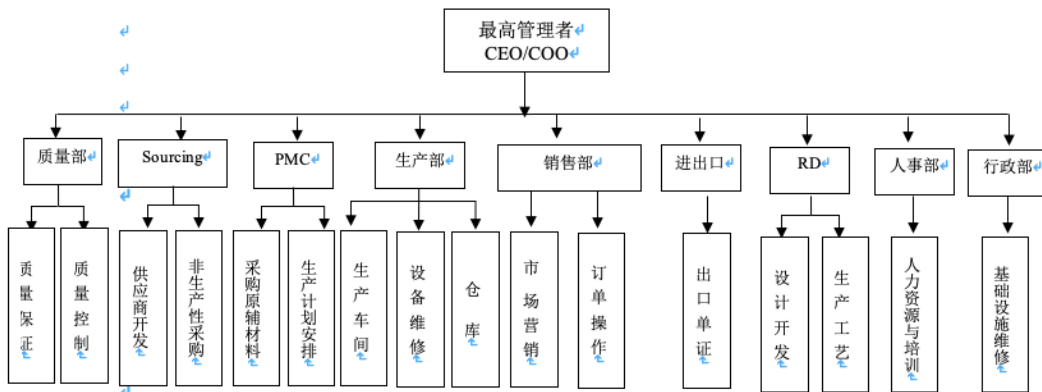 最高管理者
CEO/COO
质量部
Sourcing
PMC
生产部
销售部
进出口
RD
人事部
行政部
质量保证
质量控制
供应商开发
非生产性采购
采购原辅材料
生产计划安排
生产车间
设备维修
仓库
市场营销
订单操作
出口单证
设计开发
生产工艺
人力资源与培训
基础设施维修